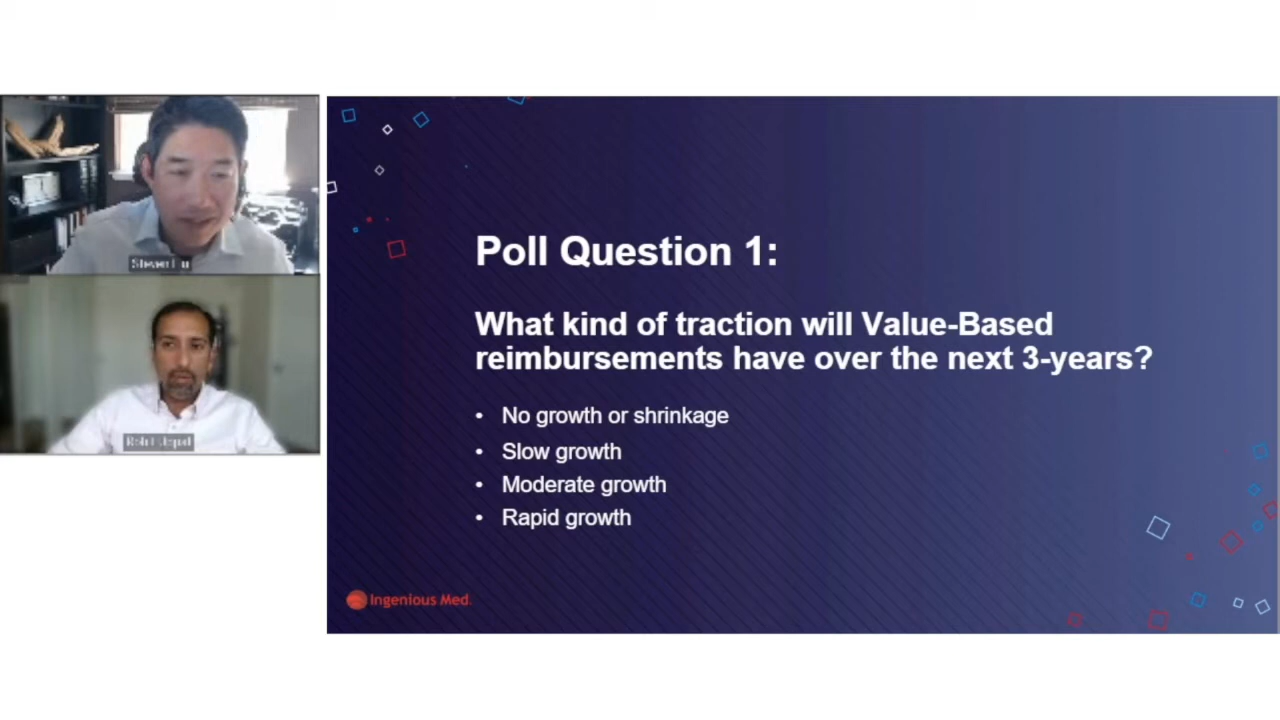 Poll Question 1:
What kind of traction will Value-Based
reimbursements have over the next 3-years?
• No growth or shrinkage
• Slow growth
• Moderate growth
• Rapid growth
Ingenious Med.